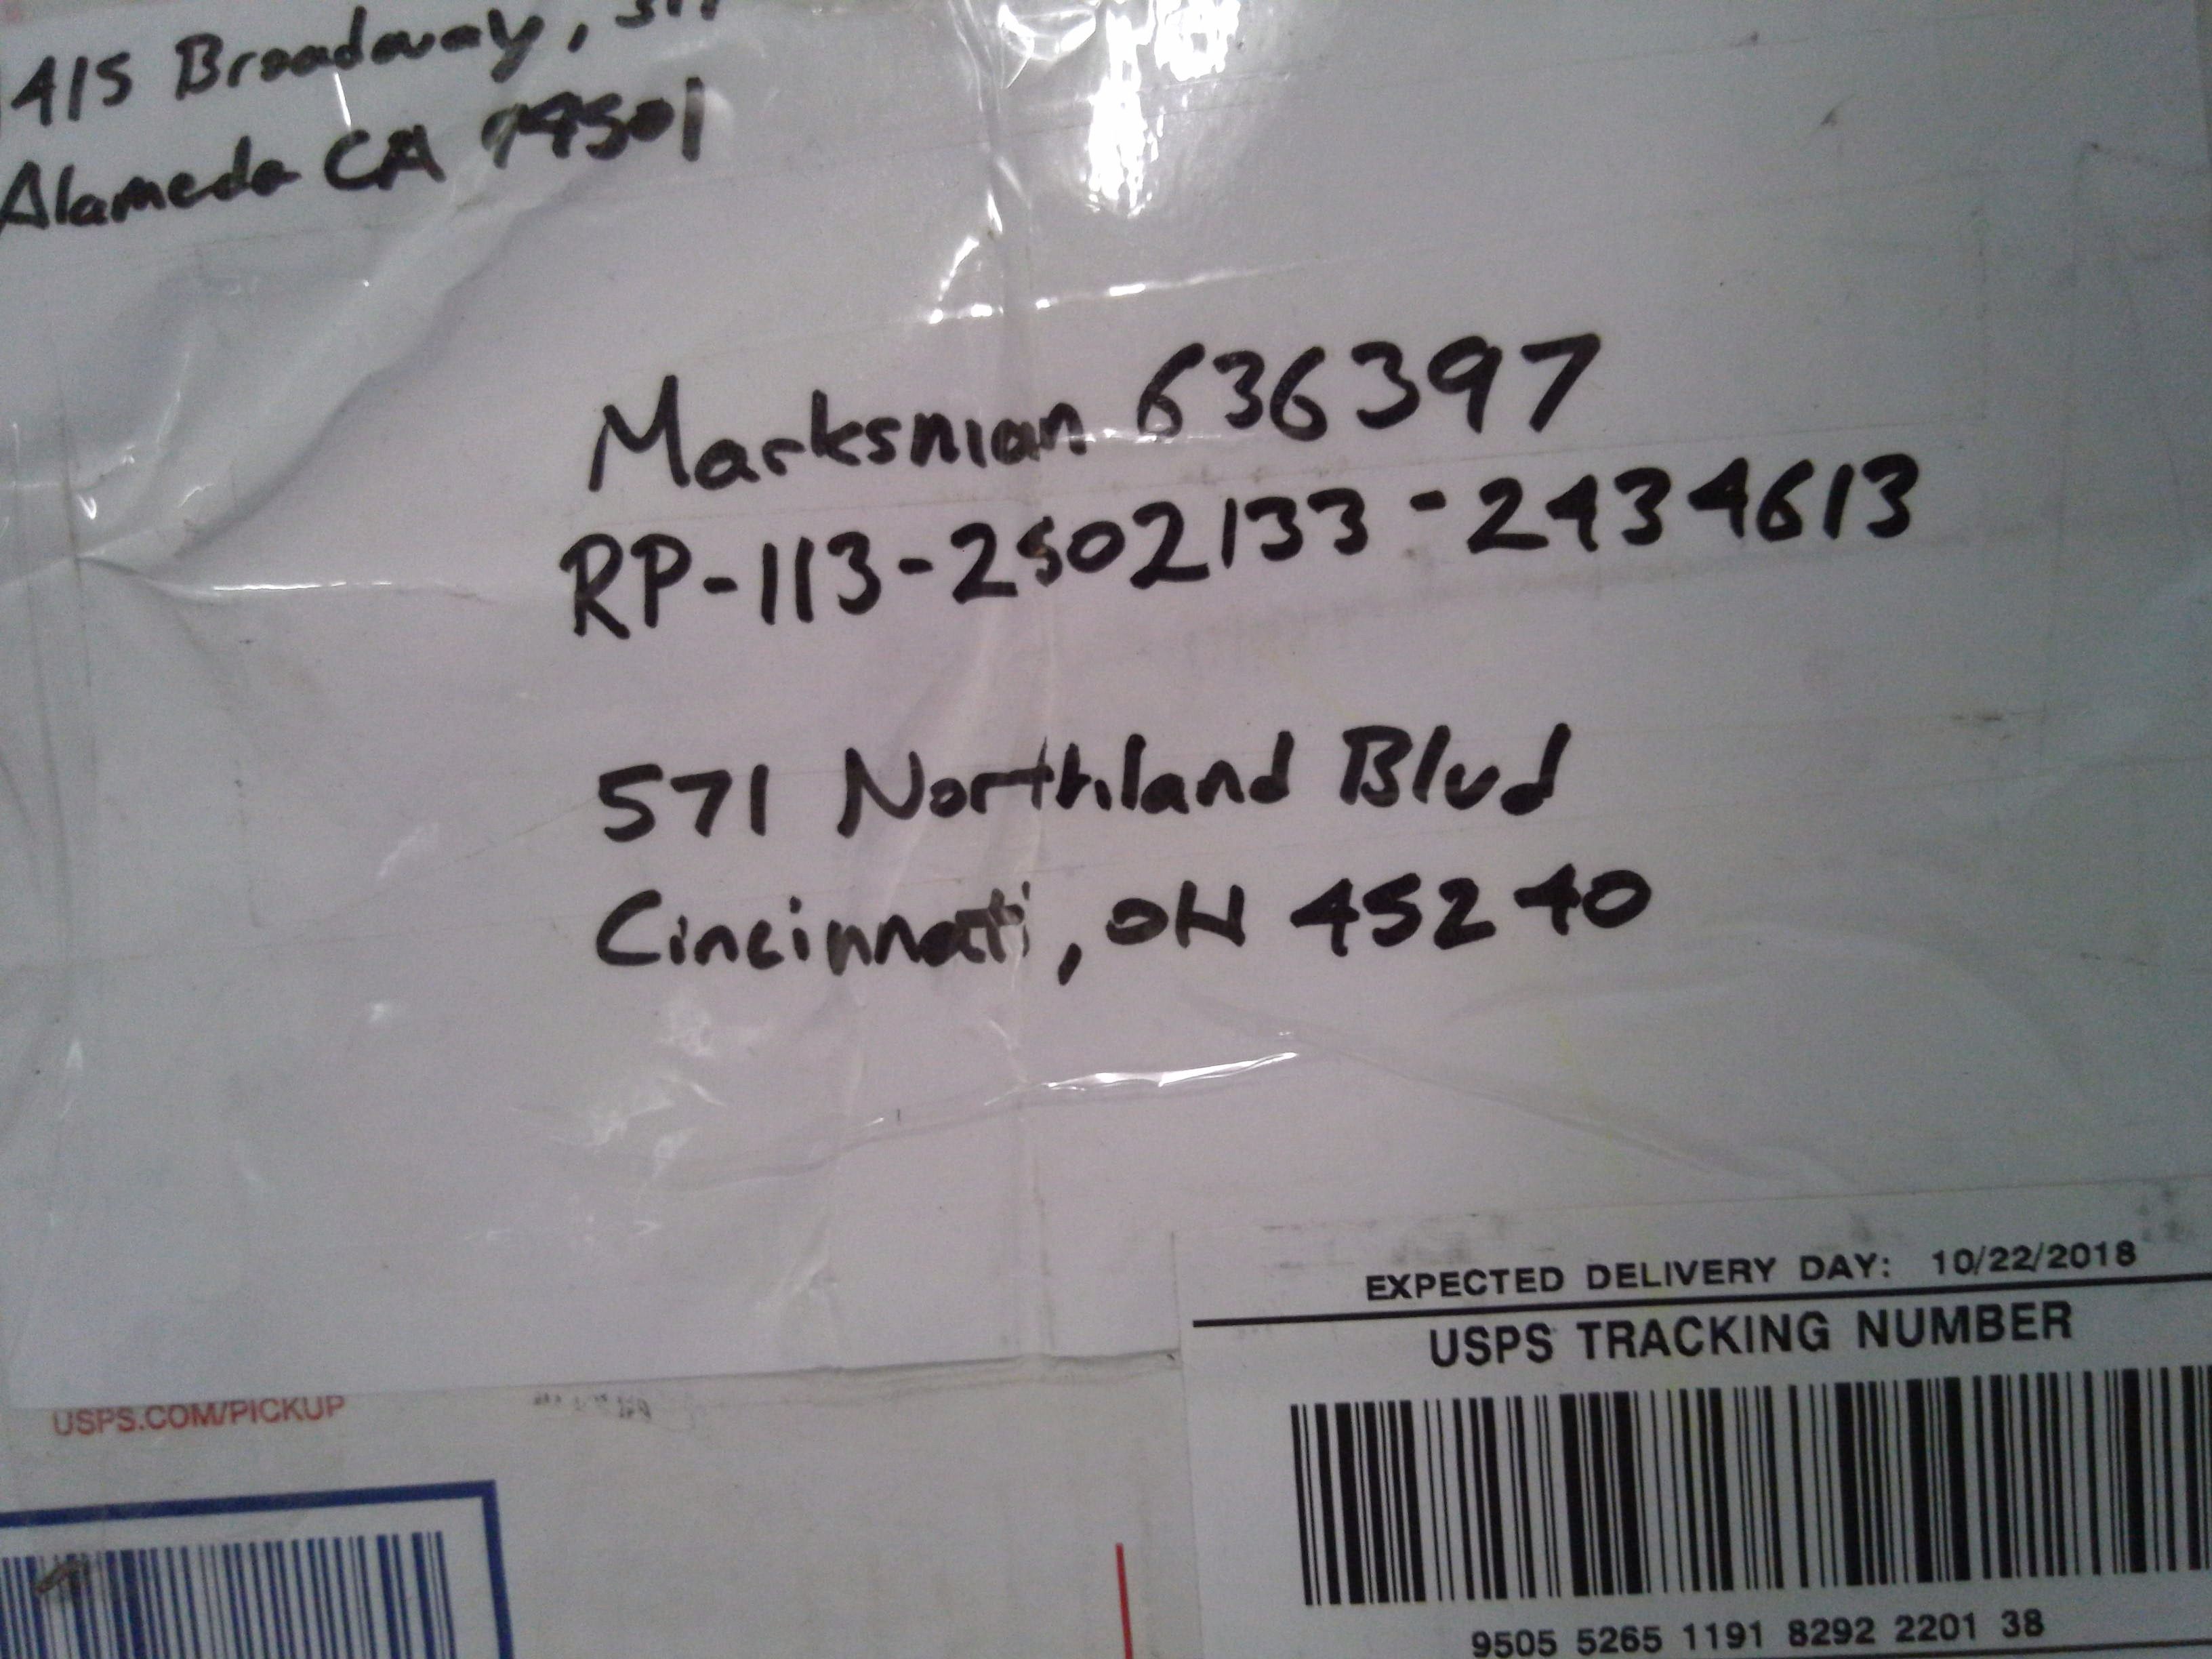 415 Broadway,
Alameda CA 94501
Marksnian 636397
RP-113-2502133-2434613
571 Northland Blvd
Cincinnati, OH 45240
EXPECTED DELIVERY DAY: 10/22/2018
USPS TRACKING NUMBER
9505 5265 1191 8292 2201 38
USPS.COM/PICKUP